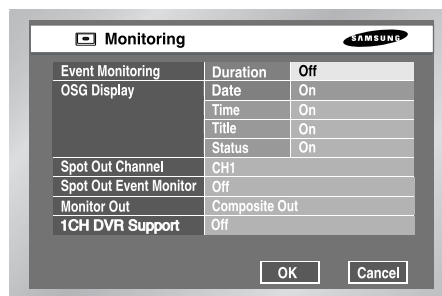 Monitoring
SAMSUNG
Event Monitoring Duration Off
OSG Display Date On
Time On
Title On
Status On
Spot Out Channel CH1
Spot Out Event Monitor Off
Monitor Out Composite Out
1CH DVR Support Off
OK Cancel